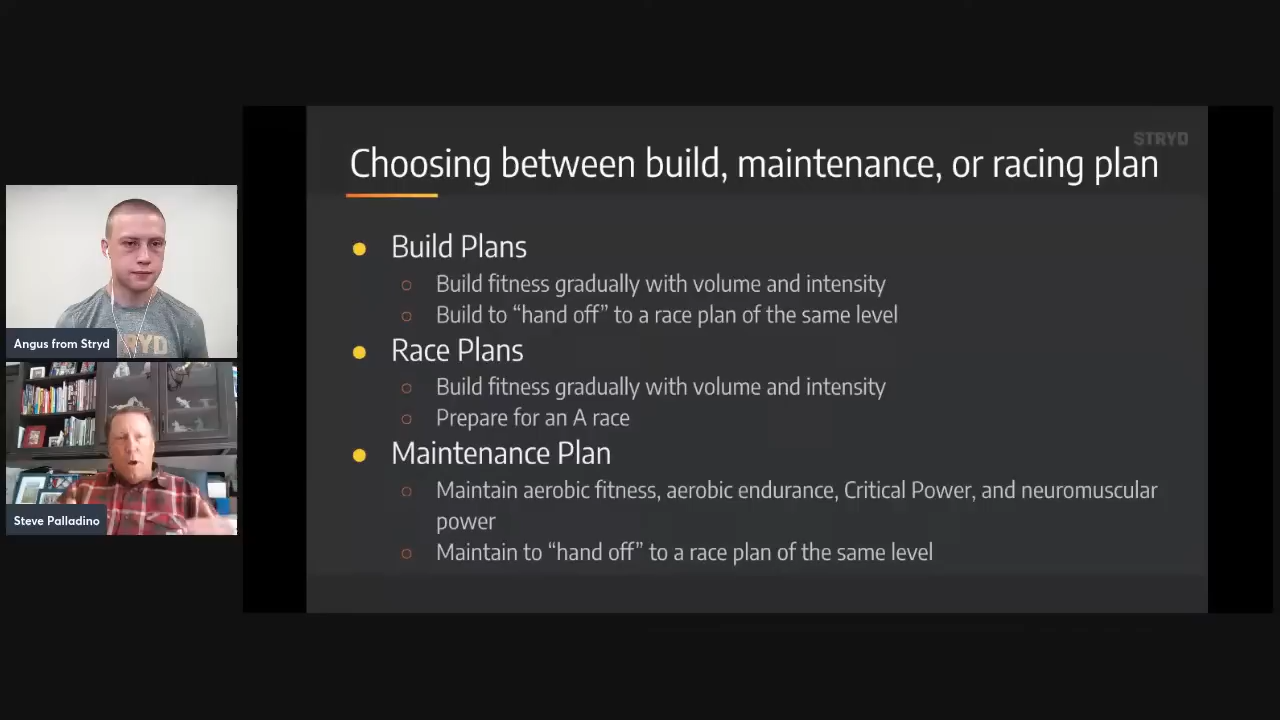 STRYD
Choosing between build, maintenance, or racing plan
Build Plans
Build fitness gradually with volume and intensity
Build to “hand off” to a race plan of the same level
Race Plans
Build fitness gradually with volume and intensity
Prepare for an A race
Maintenance Plan
Maintain aerobic fitness, aerobic endurance, Critical Power, and neuromuscular
power
Maintain to “hand off” to a race plan of the same level
Angus from Stryd
Steve Palladino